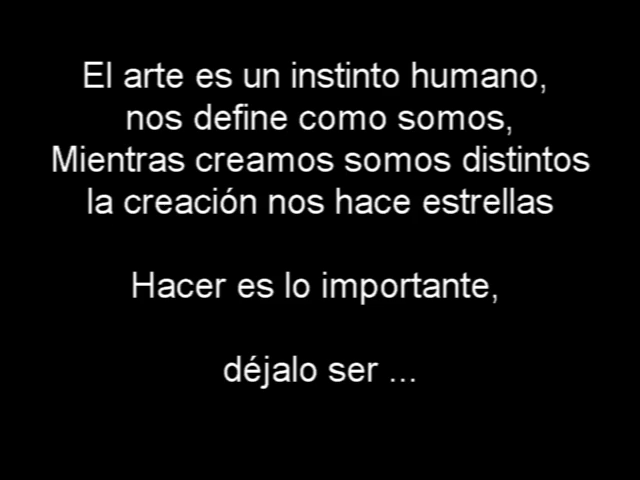 El arte es un instinto humano,
nos define como somos,
Mientras creamos somos distintos
la creación nos hace estrellas
Hacer es lo importante,
déjalo ser ...